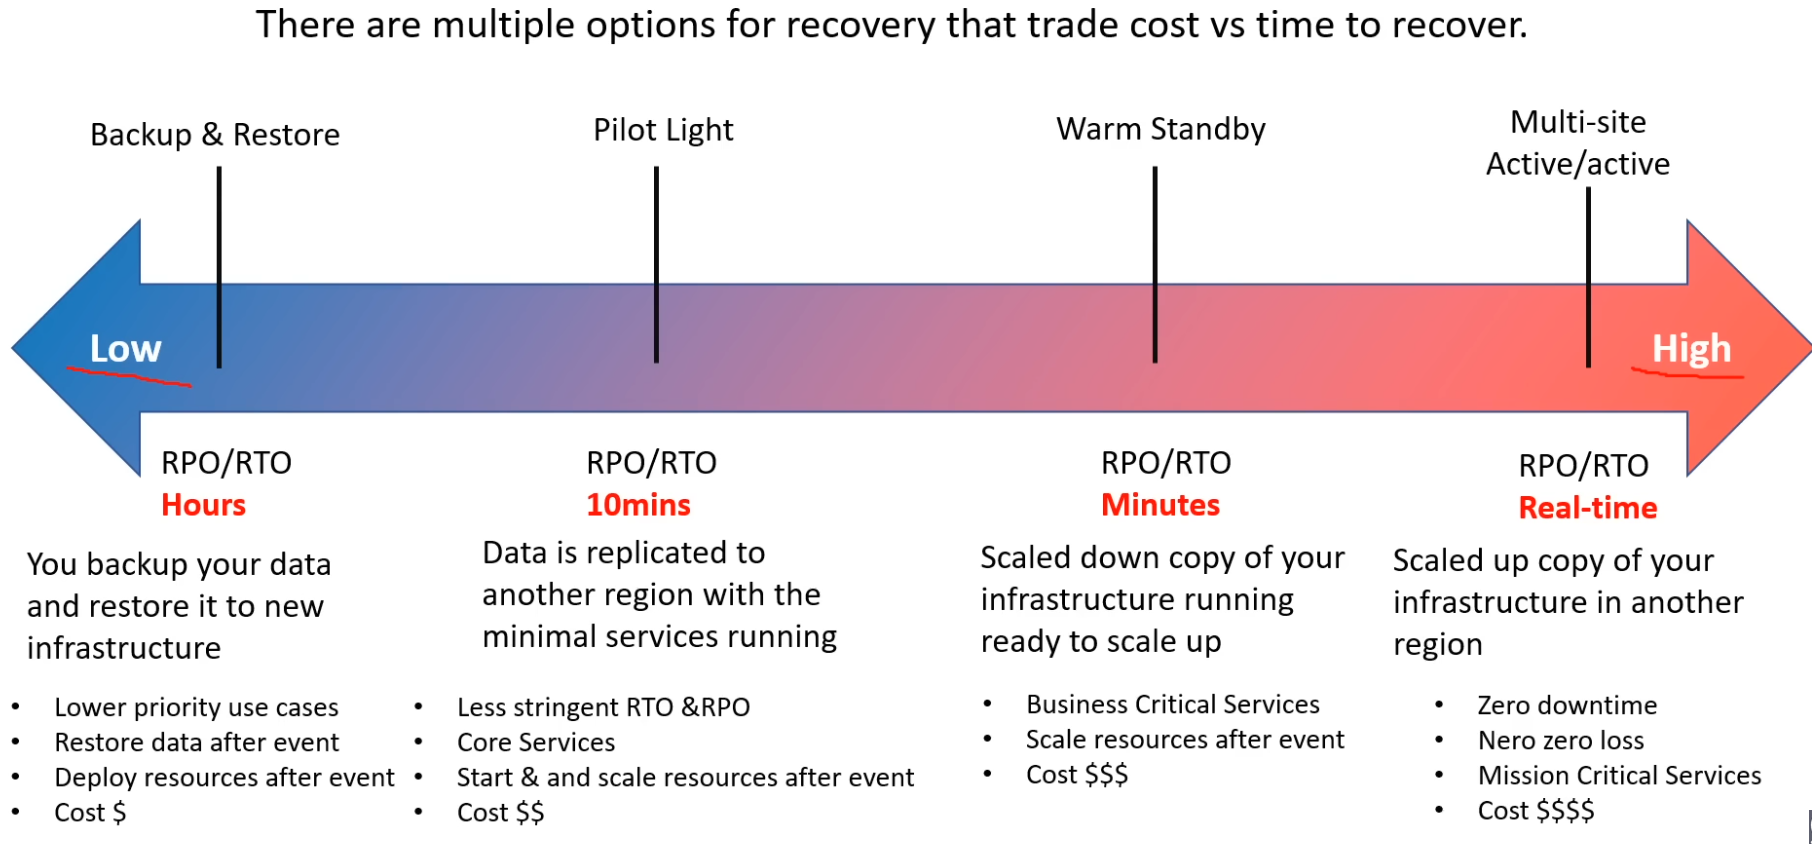 There are multiple options for recovery that trade cost vs time to recover.
Backup & Restore
Pilot Light
Warm Standby
Multi-site
Active/active
Low
High
RPO/RTO
Hours
You backup your data
and restore it to new
infrastructure
• Lower priority use cases
• Restore data after event
• Deploy resources after event
• Cost $
RPO/RTO
10mins
Data is replicated to
another region with the
minimal services running
• Less stringent RTO &RPO
• Core Services
• Start & and scale resources after event
• Cost $$
RPO/RTO
Minutes
Scaled down copy of your
infrastructure running
ready to scale up
• Business Critical Services
• Scale resources after event
• Cost $$$
RPO/RTO
Real-time
Scaled up copy of your
infrastructure in another
region
• Zero downtime
• Nero zero loss
• Mission Critical Services
• Cost $$$$